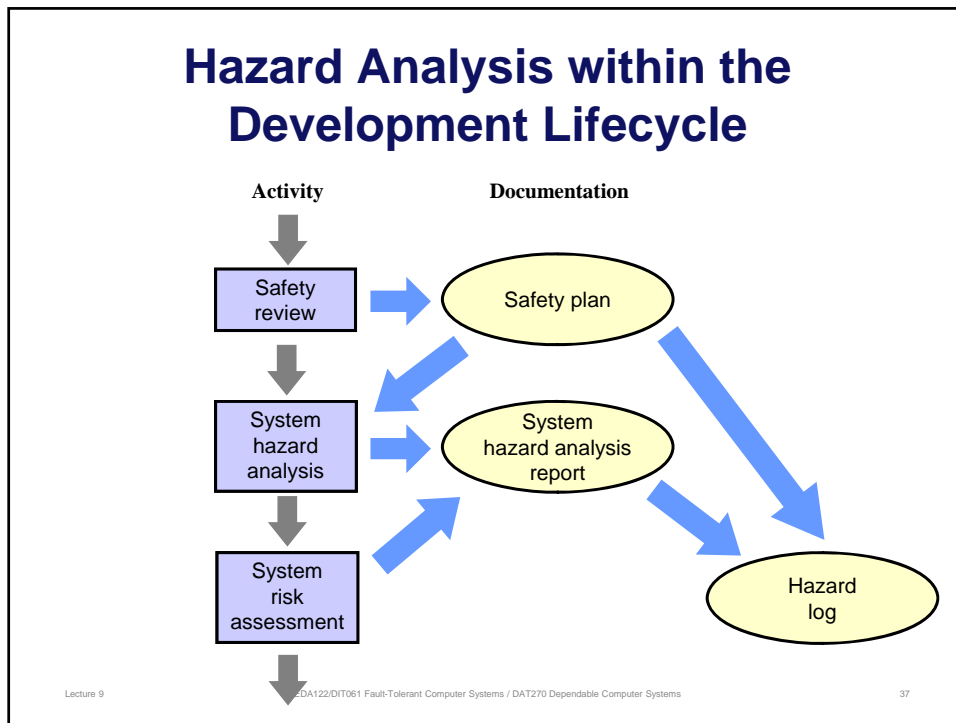 Hazard Analysis within the
Development Lifecycle
Activity
Documentation
Safety
review
Safety plan
System
hazard
analysis
System
hazard analysis
report
System
risk
assessment
Hazard
log
Lecture 9
EDA122/DIT061 Fault-Tolerant Computer Systems / DAT270 Dependable Computer Systems
37